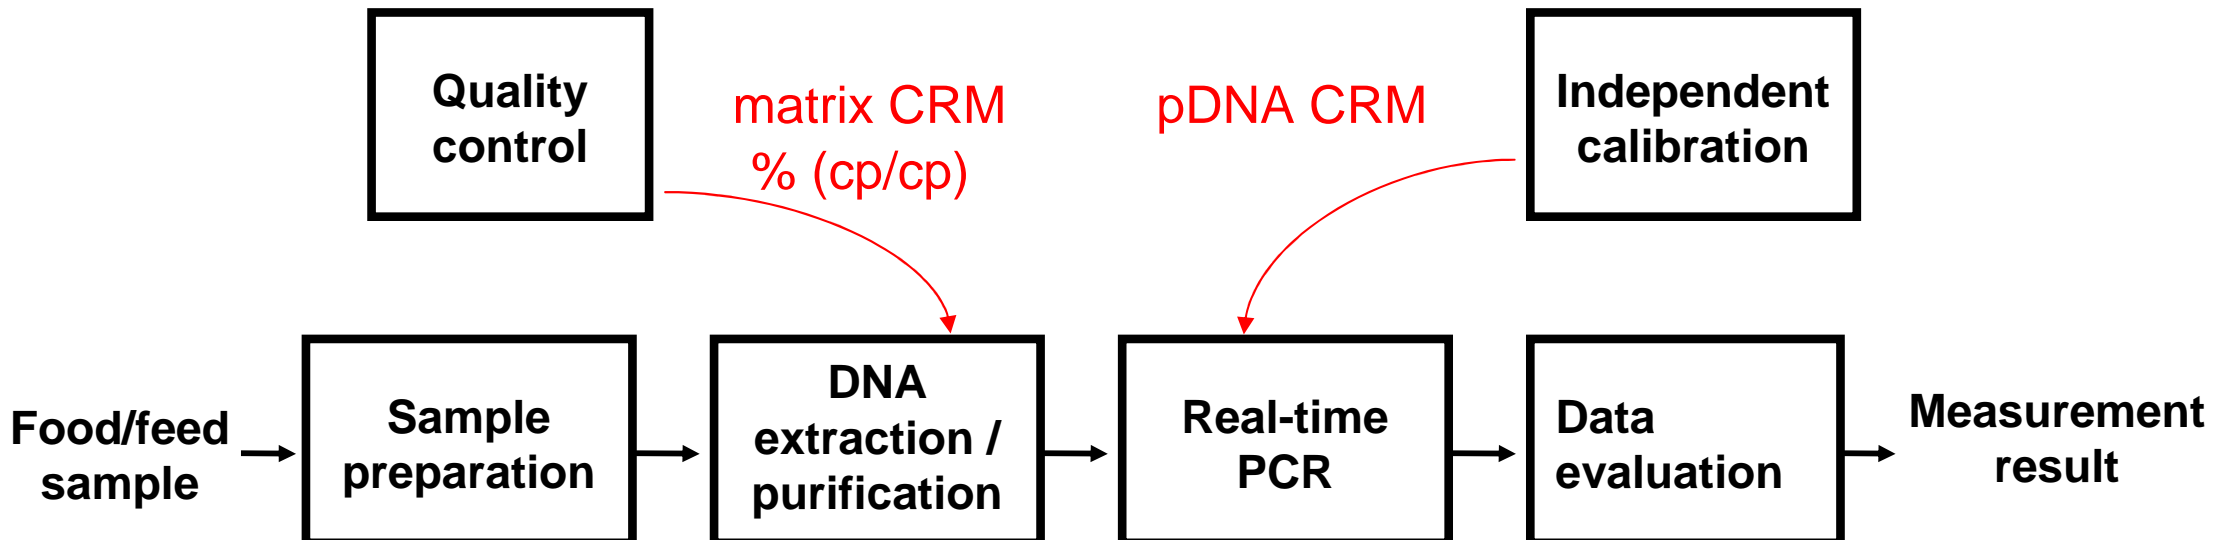 Quality
control
matrix CRM
% (cp/cp)
pDNA CRM
Independent
calibration
Food/feed
sample
Sample
preparation
DNA
extraction /
purification
Real-time
PCR
Data
evaluation
Measurement
result